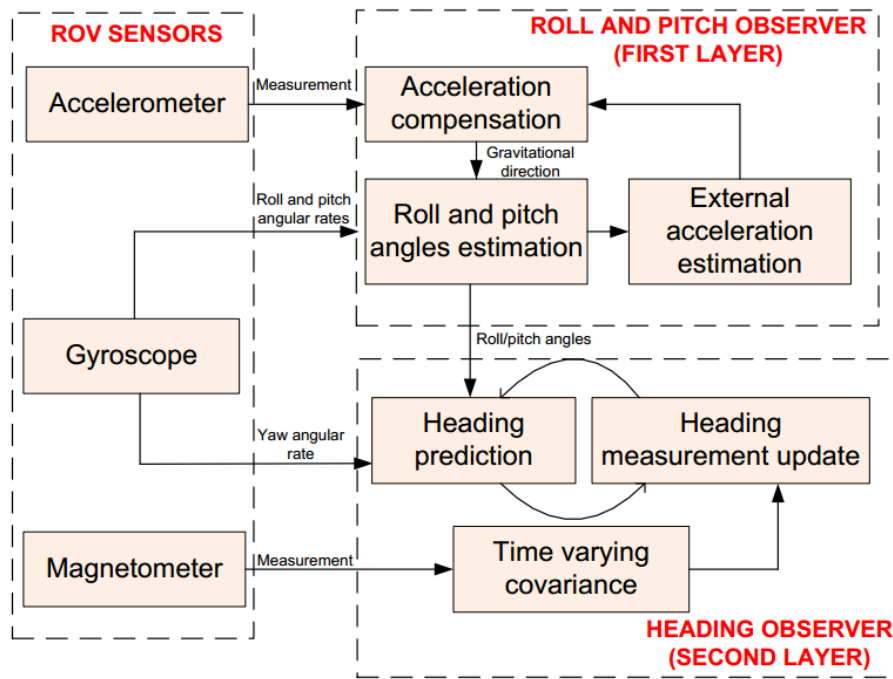 ROV SENSORS
ROLL AND PITCH OBSERVER
(FIRST LAYER)
Accelerometer
Measurement
Acceleration
compensation
Gravitational
direction
Roll and pitch
angular rates
Roll and pitch
angles estimation
External
acceleration
estimation
Gyroscope
Roll/pitch angles
Yaw angular
rate
Heading
prediction
Heading
measurement update
Magnetometer
Measurement
Time varying
covariance
HEADING OBSERVER
(SECOND LAYER)